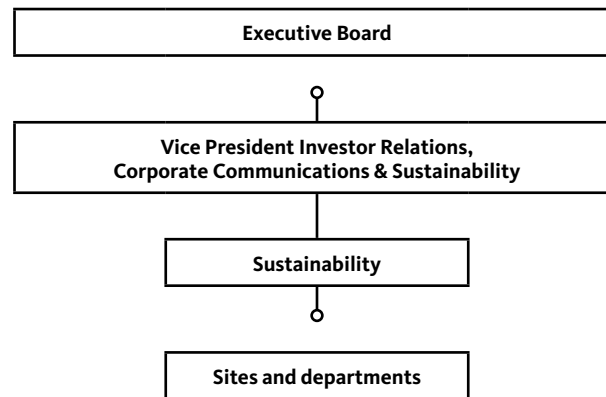 Executive Board
Vice President Investor Relations,
Corporate Communications & Sustainability
Sustainability
Sites and departments